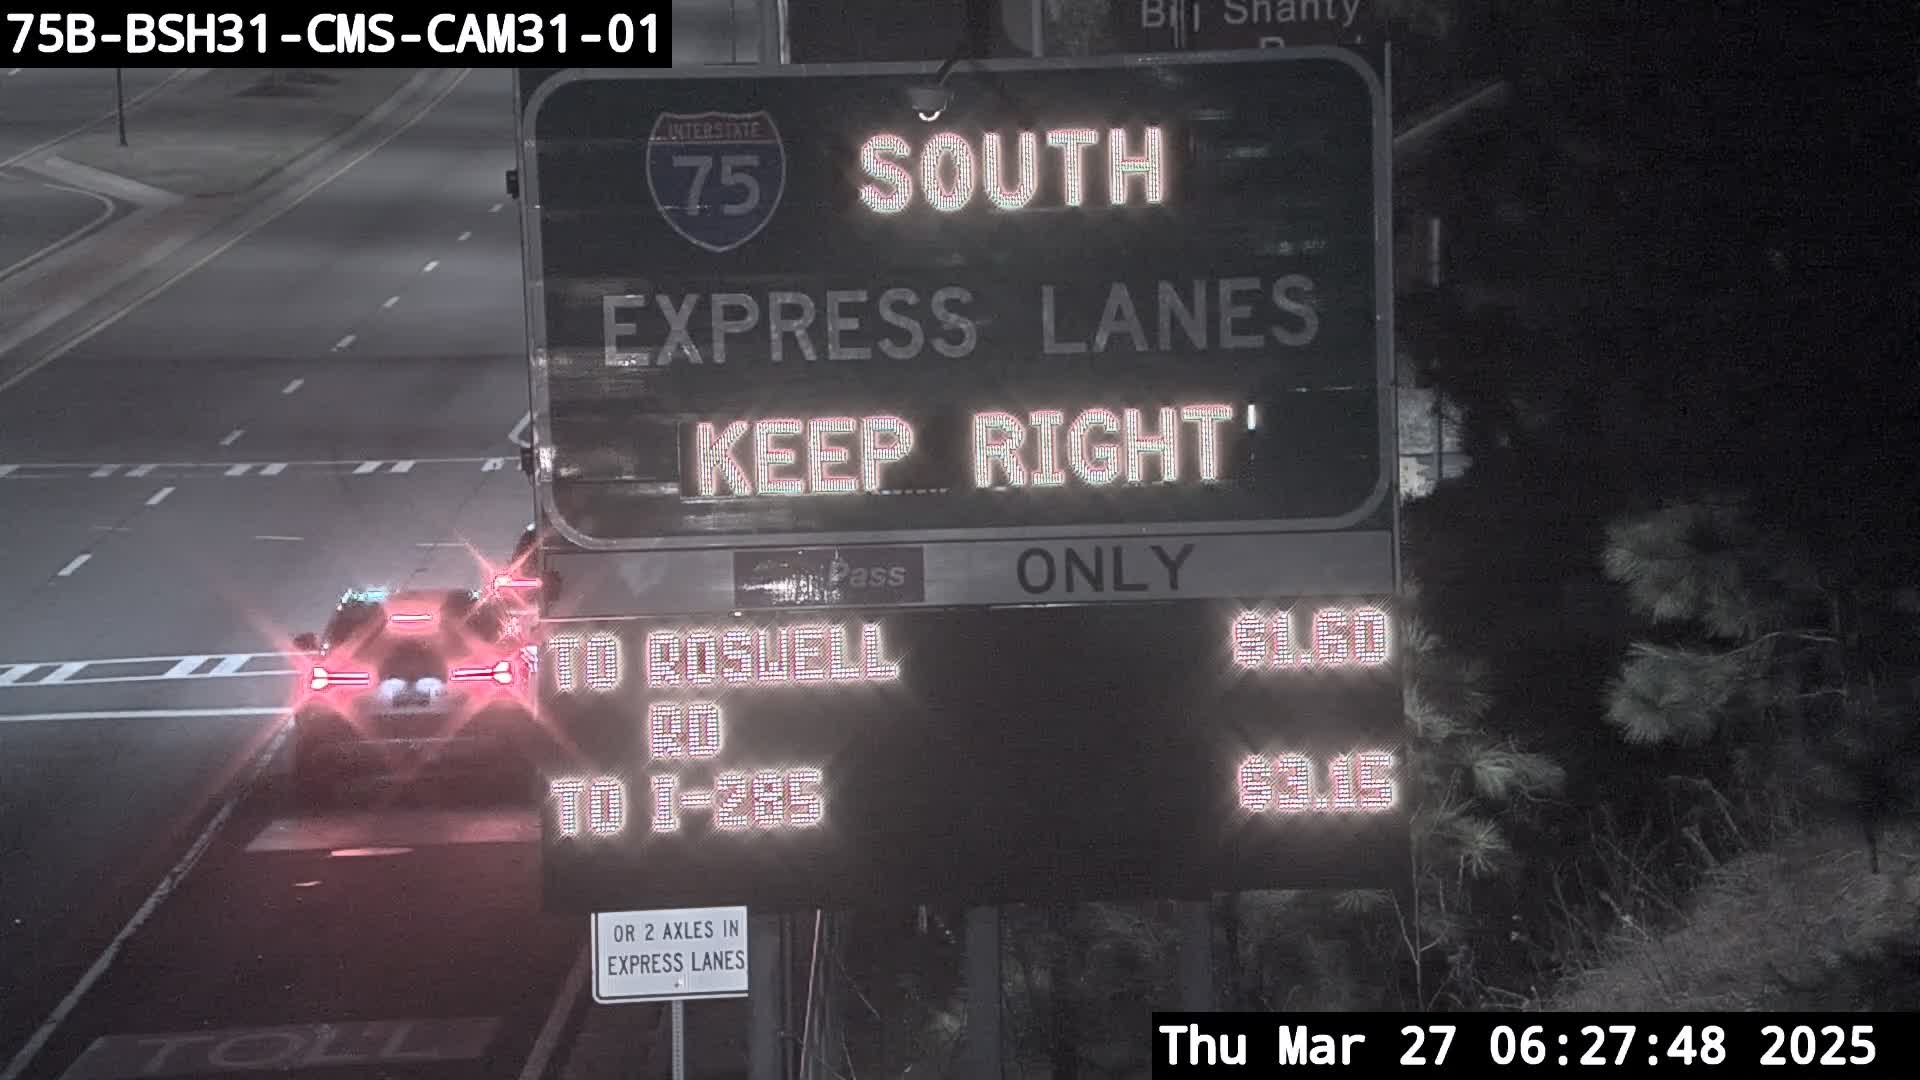 75B-BSH31-CMS-CAM31-01
Shanty
INTERSTATE
75
SOUTH
EXPRESS LANES
KEEP RIGHT
Pass ONLY
TO ROSWELL $1.60
RD
TO I-285 $3.15
OR 2 AXLES IN
EXPRESS LANES
TOLL
Thu Mar 27 06:27:48 2025